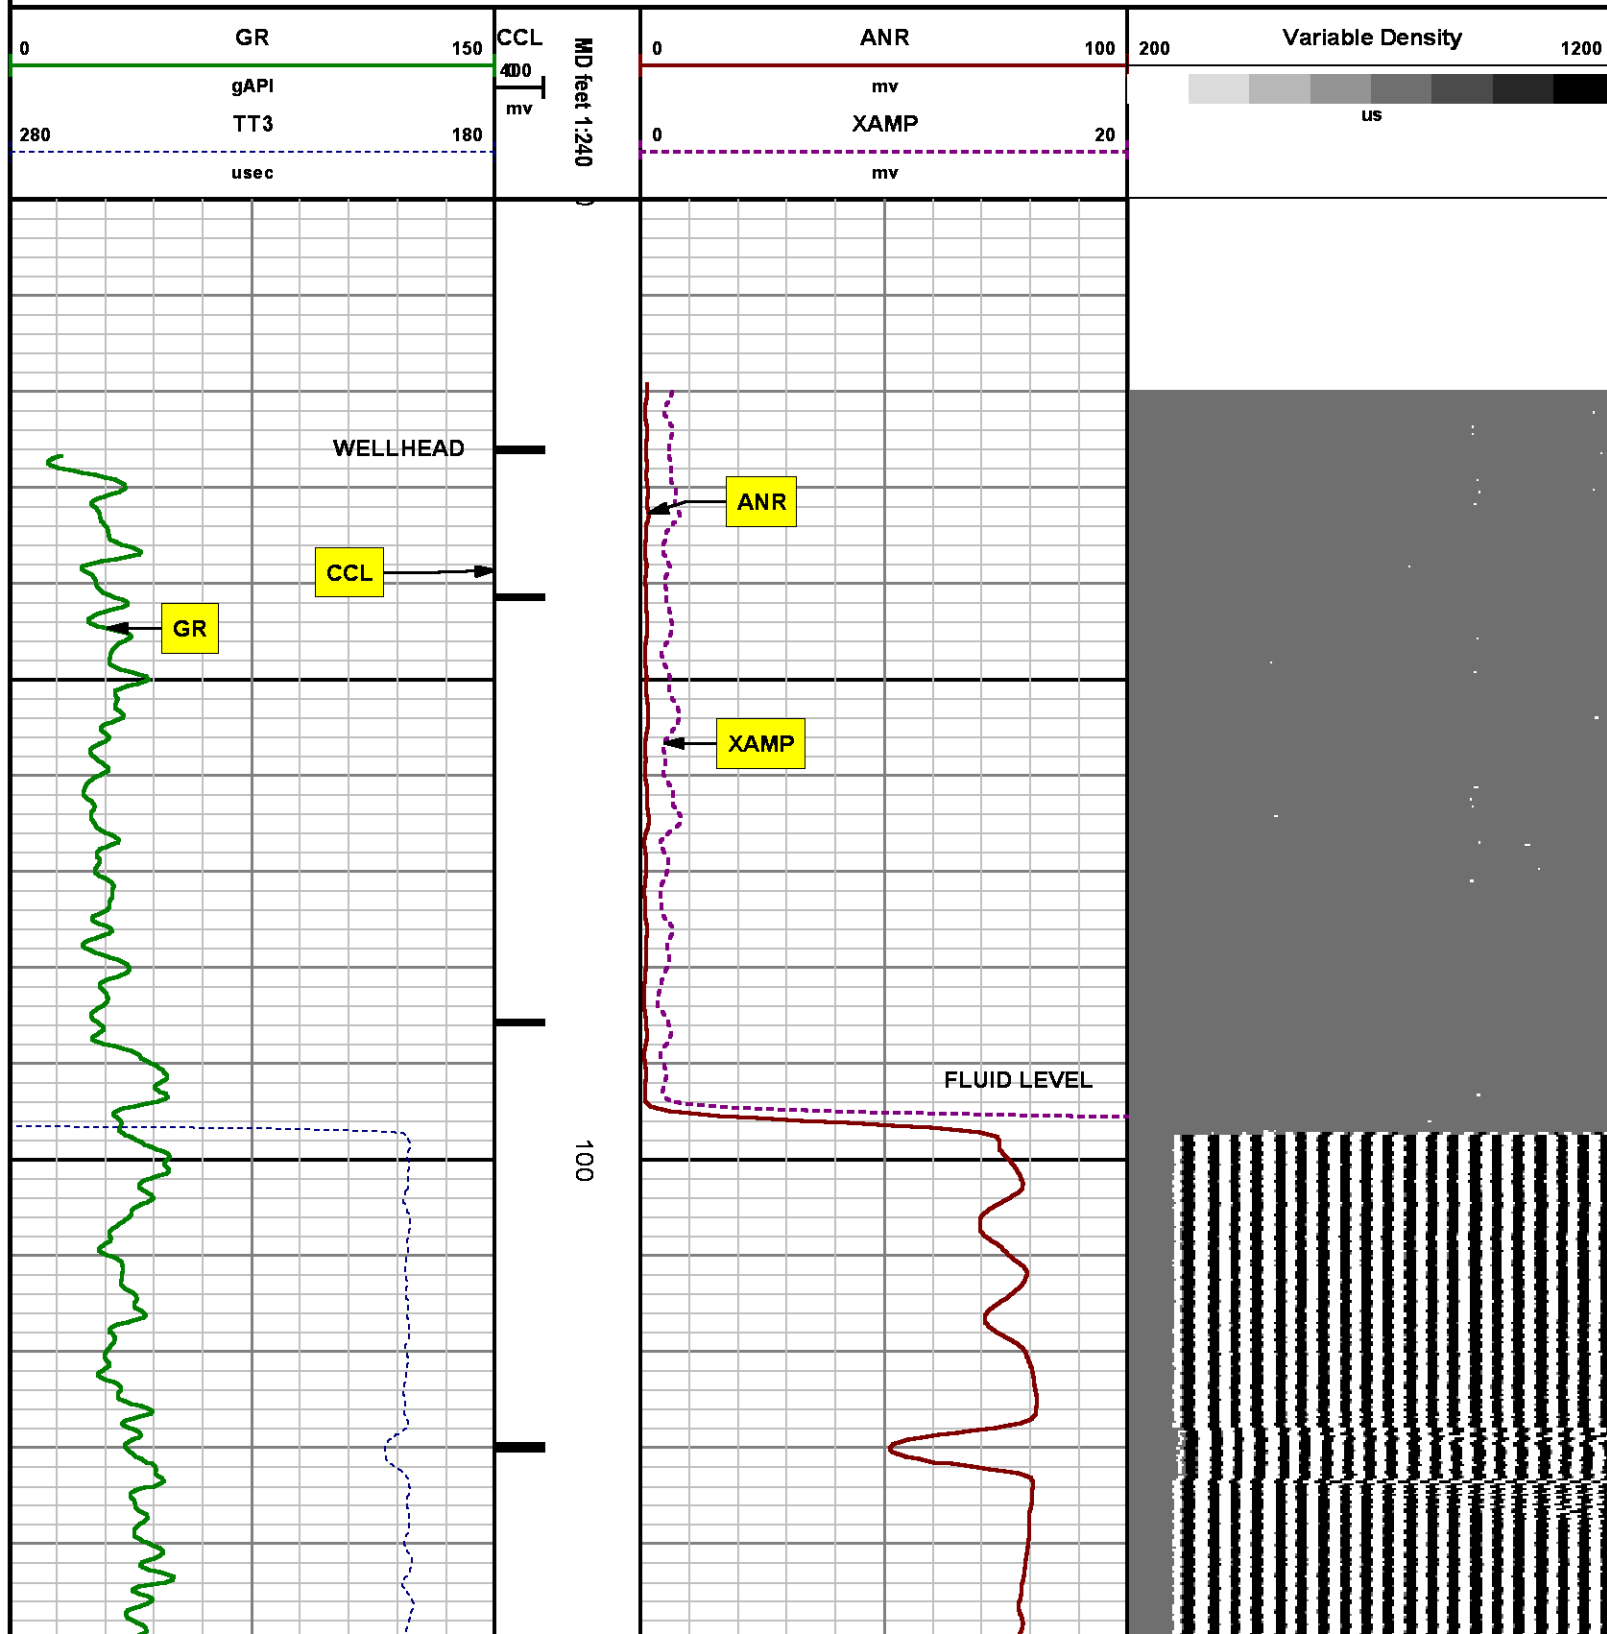 GR
0 150
gAPI
TT3
280 180
usec
CCL
mv
MD feet 1:240
ANR
0 100
mv
XAMP
0 20
mv
Variable Density
200 1200
us
WELLHEAD
ANR
CCL
GR
XAMP
FLUID LEVEL
100